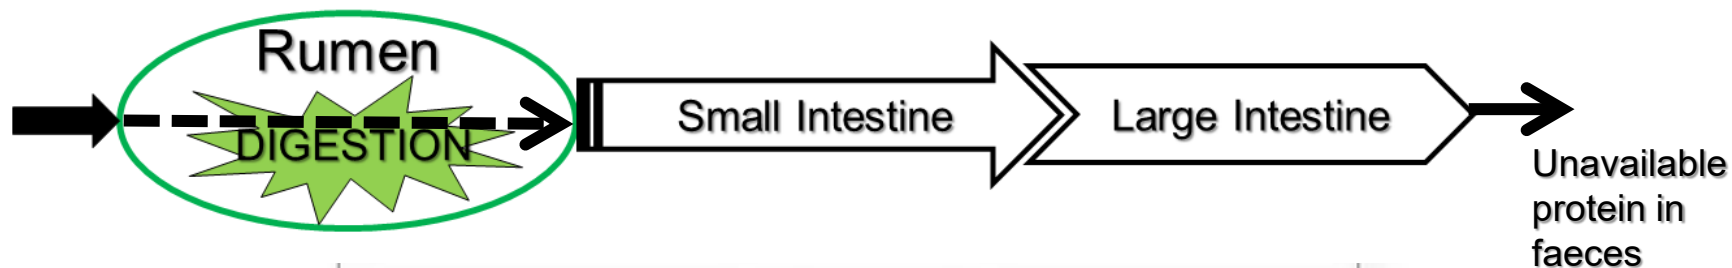 Rumen
DIGESTION
Small Intestine
Large Intestine
Unavailable
protein in
faeces